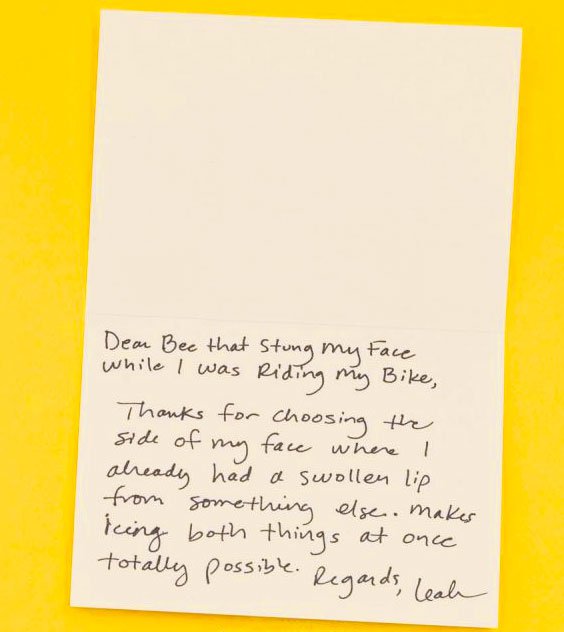 Dear Bee that Stung My Face
while I was Riding My Bike,
Thanks for choosing the
side of my face where I
already had a swollen lip
from something else. Makes
icing both things at once
totally possible. Regards, Leah